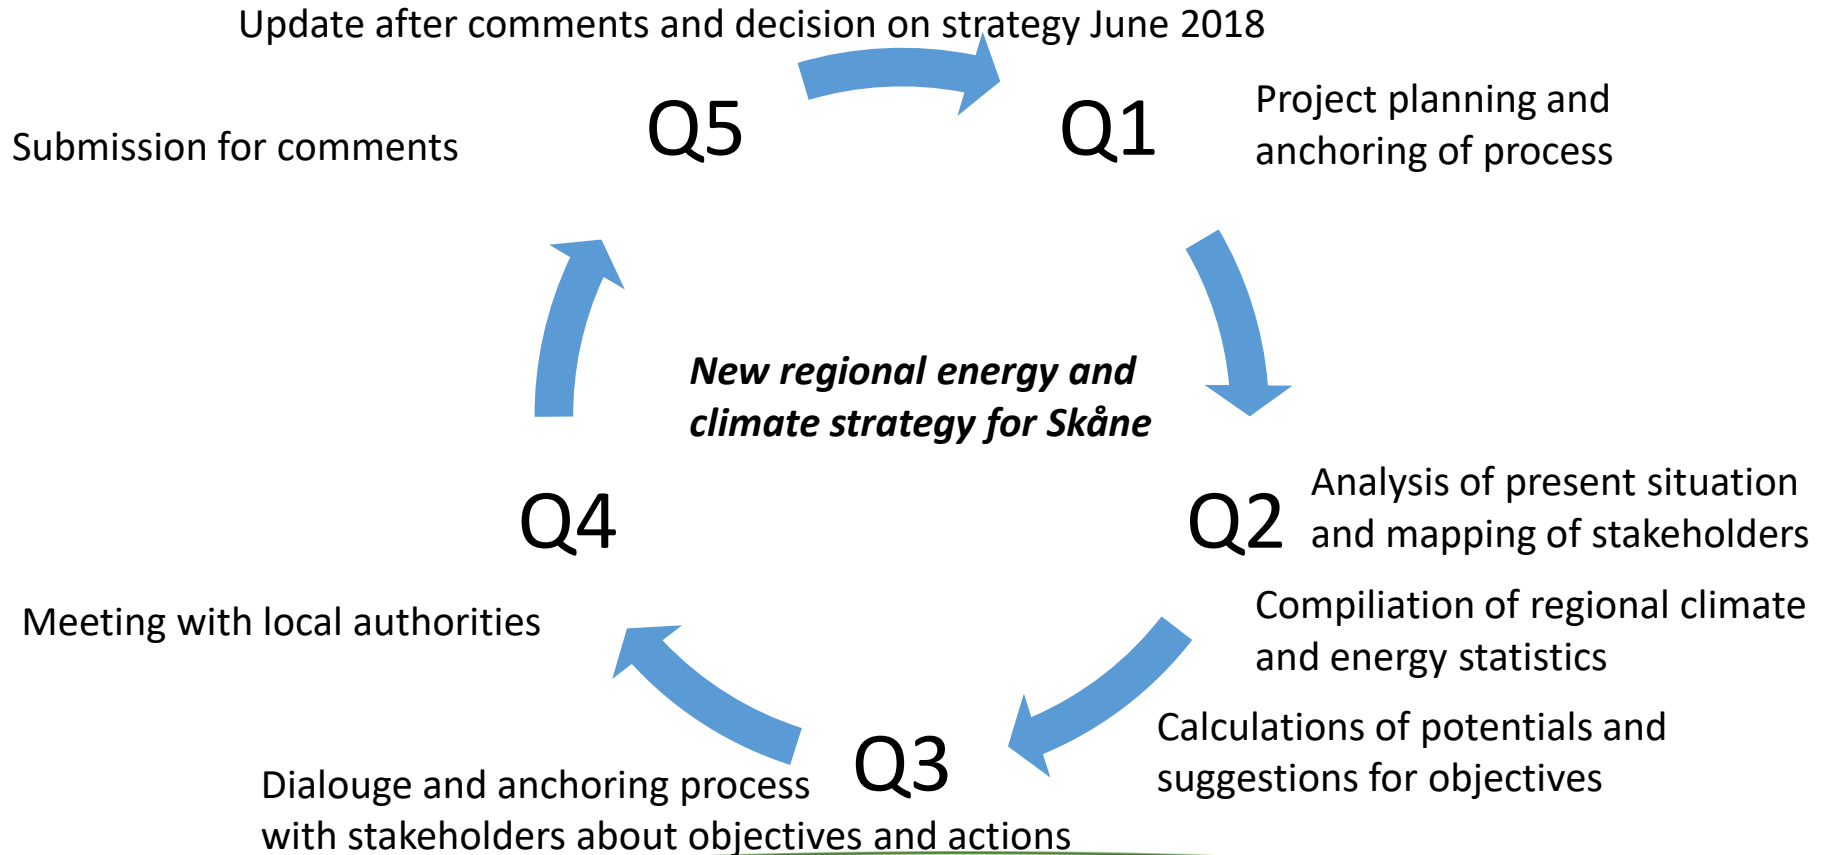 Update after comments and decision on strategy June 2018
Q5
Q1
Project planning and
anchoring of process
Submission for comments
New regional energy and
climate strategy for Skåne
Q4
Q2
Analysis of present situation
and mapping of stakeholders
Compiliation of regional climate
and energy statistics
Meeting with local authorities
Calculations of potentials and
suggestions for objectives
Q3
Dialouge and anchoring process
with stakeholders about objectives and actions